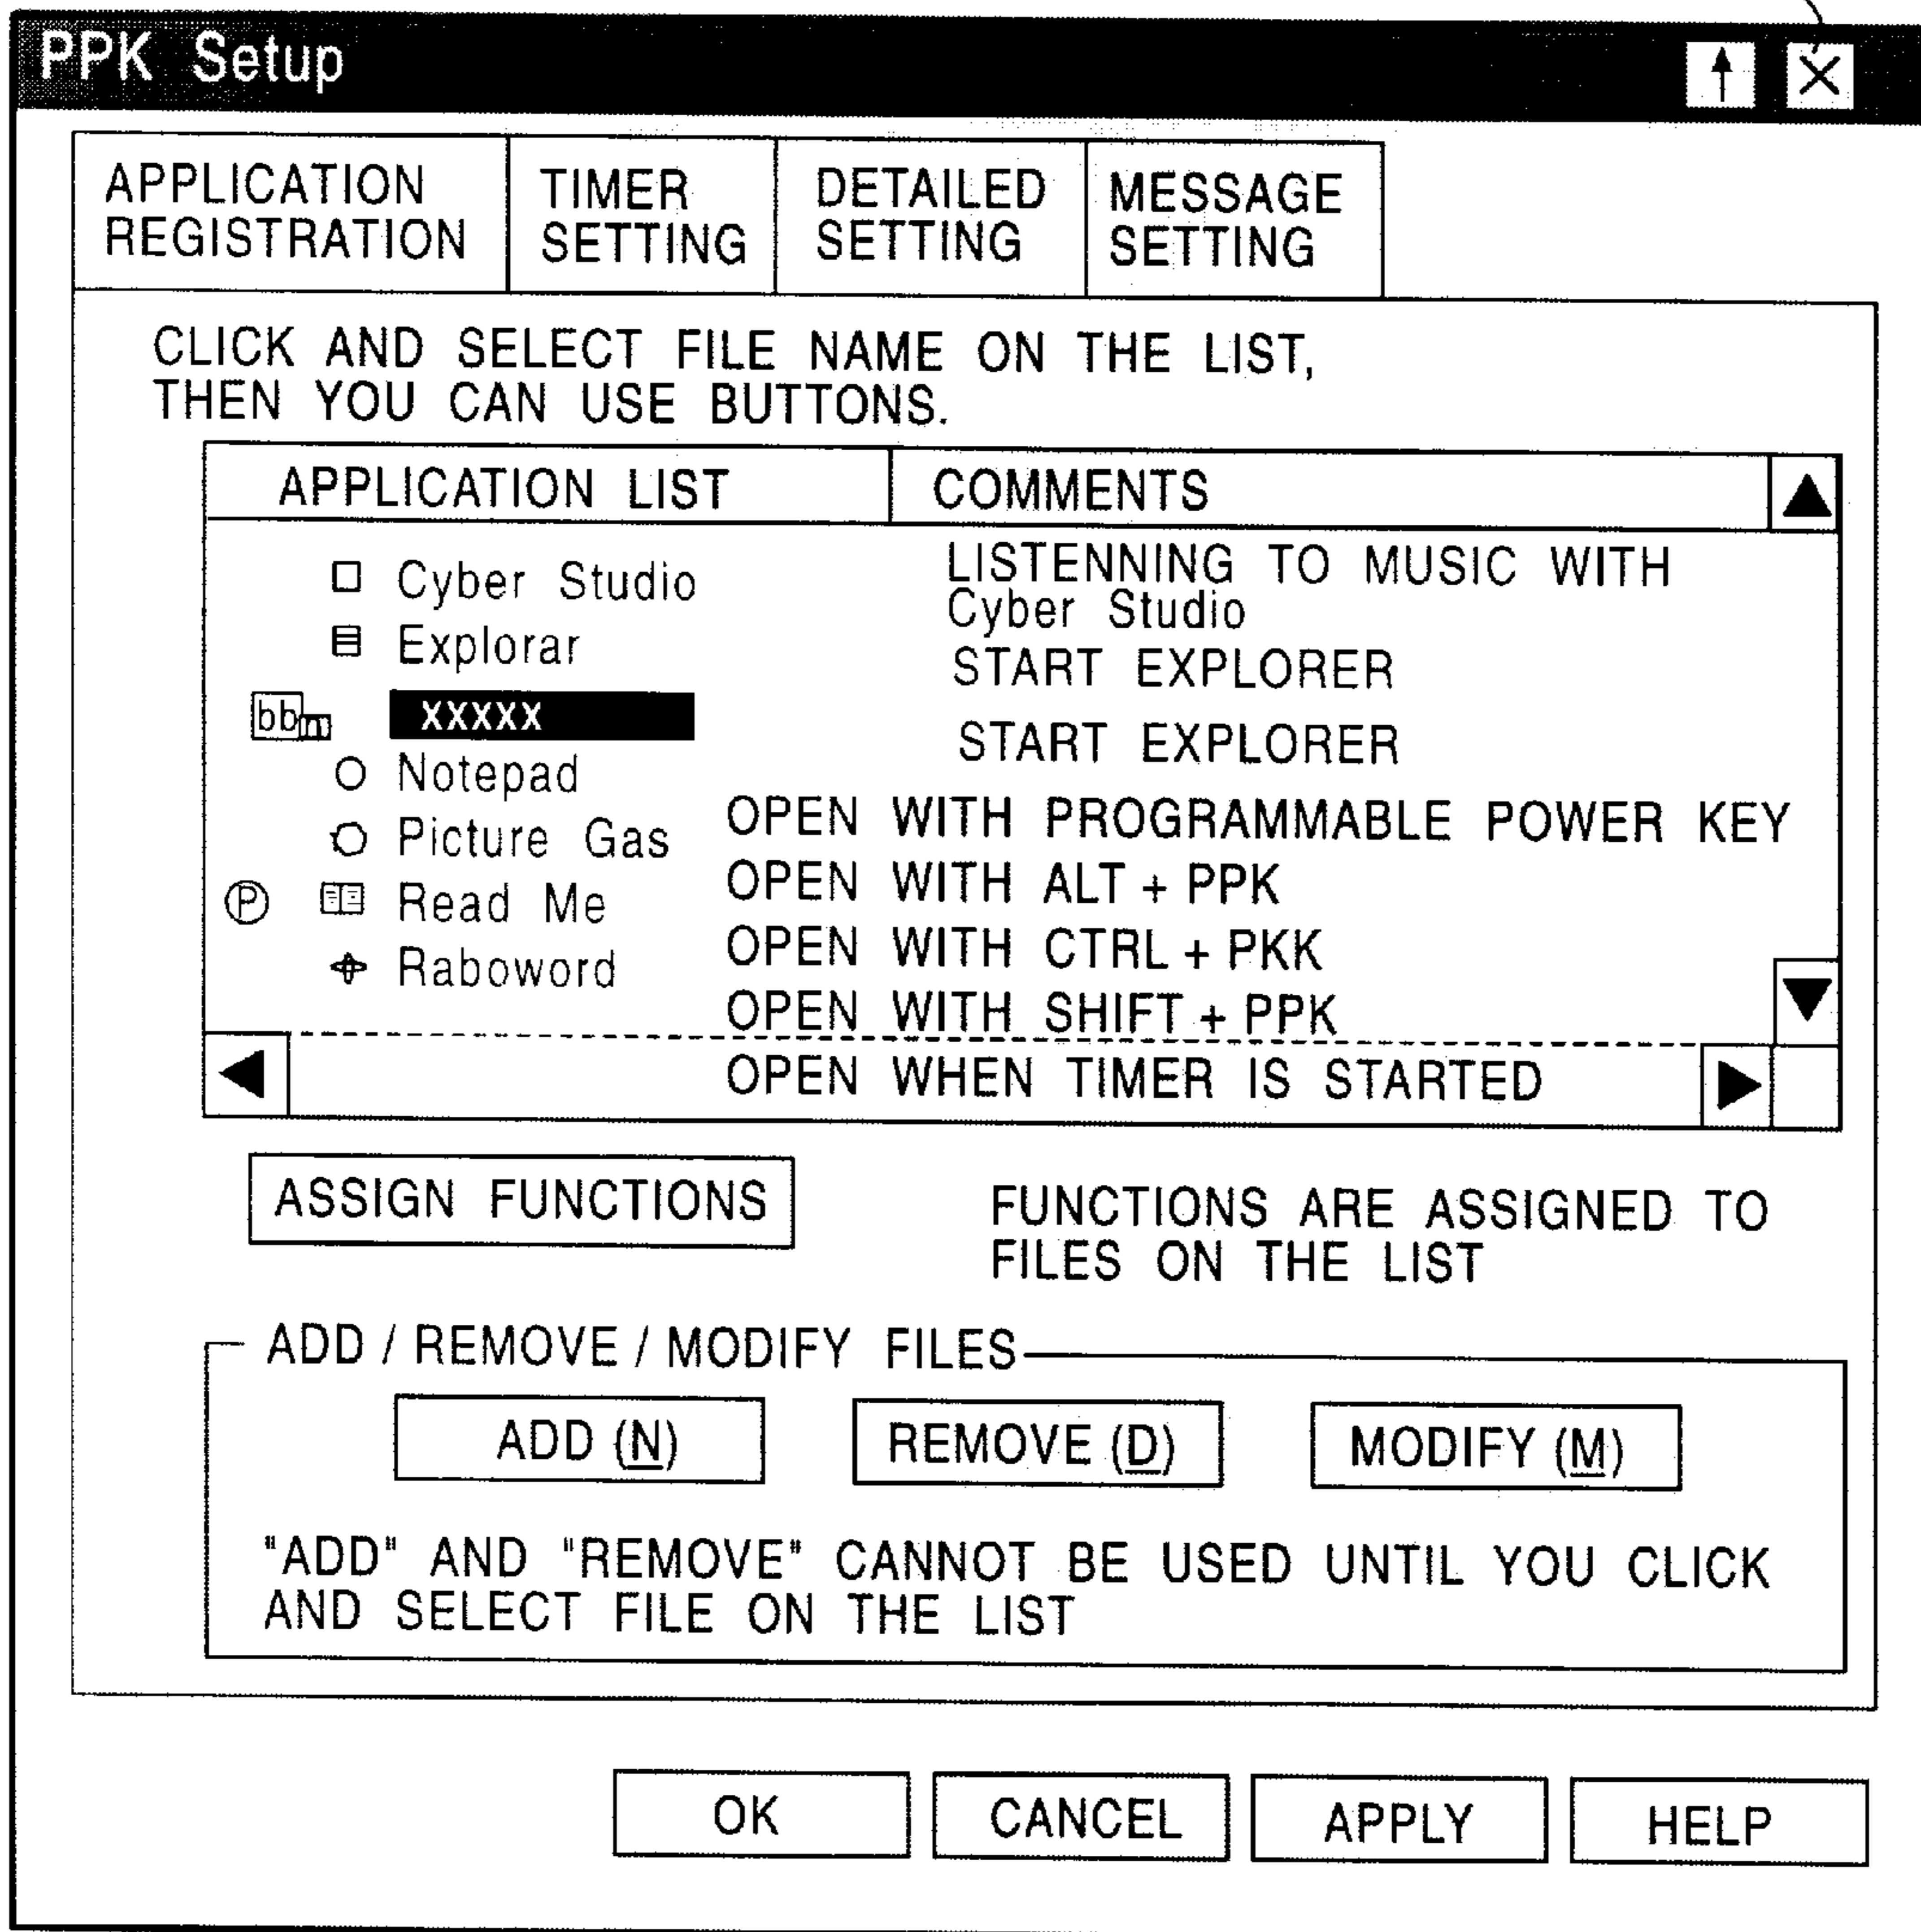 PPK Setup
APPLICATION
REGISTRATION
TIMER
SETTING
DETAILED
SETTING
MESSAGE
SETTING
CLICK AND SELECT FILE NAME ON THE LIST,
THEN YOU CAN USE BUTTONS.
APPLICATION LIST
COMMENTS
Cyber Studio
LISTENNING TO MUSIC WITH
Cyber Studio
Explorar
START EXPLORER
bbm
XXXXX
START EXPLORER
Notepad
OPEN WITH PROGRAMMABLE POWER KEY
Picture Gas
OPEN WITH ALT + PPK
P
Read Me
OPEN WITH CTRL + PKK
Raboword
OPEN WITH SHIFT + PPK
OPEN WHEN TIMER IS STARTED
ASSIGN FUNCTIONS
FUNCTIONS ARE ASSIGNED TO
FILES ON THE LIST
ADD / REMOVE / MODIFY FILES
ADD (N)
REMOVE (D)
MODIFY (M)
"ADD" AND "REMOVE" CANNOT BE USED UNTIL YOU CLICK
AND SELECT FILE ON THE LIST
OK
CANCEL
APPLY
HELP